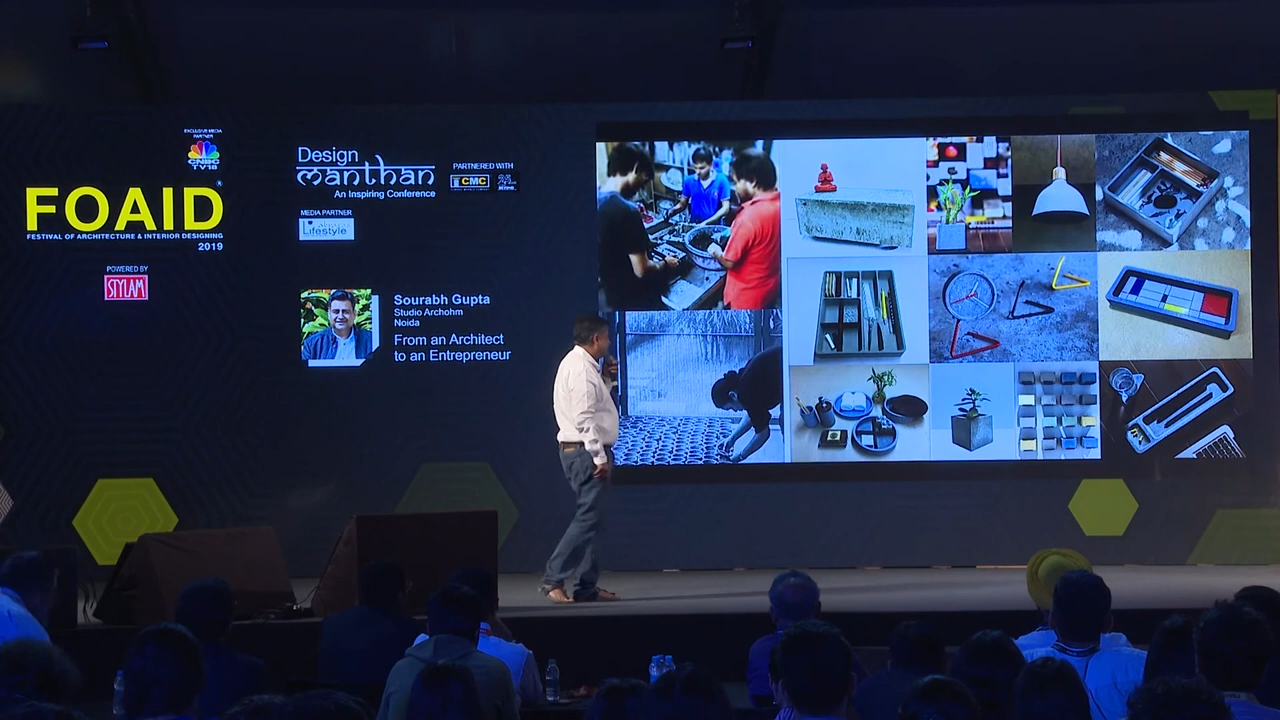 EXCLUSIVE MEDIA
PARTNER
CNBC
TV18
FOAID
FESTIVAL OF ARCHITECTURE & INTERIOR DESIGNING
2019
POWERED BY
STYLAM
Design
manthan
An Inspiring Conference
PARTNERED WITH
CMC
MEDIA PARTNER
Lifestyle
Sourabh Gupta
Studio Archohm
Noida
From an Architect
to an Entrepreneur